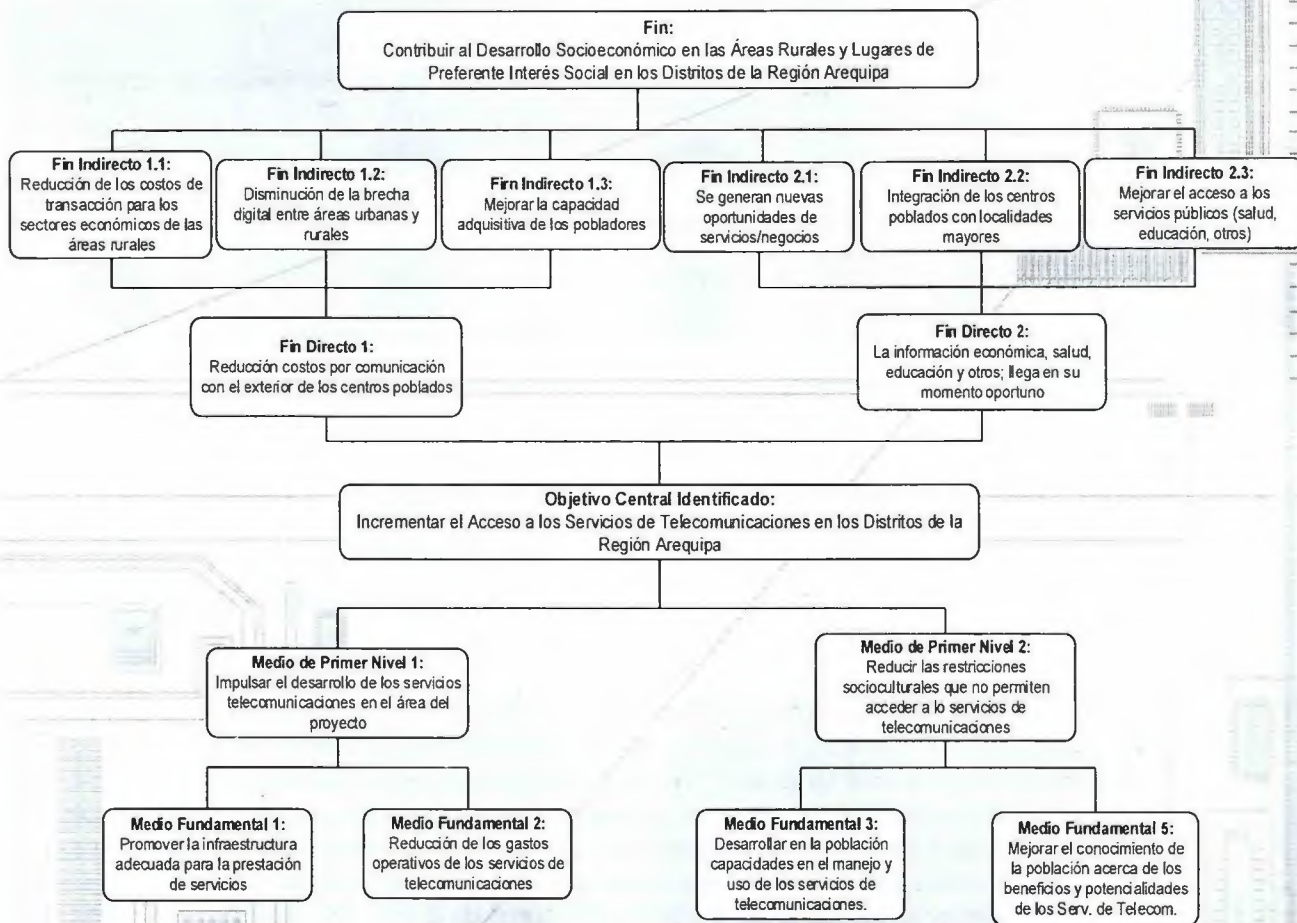 Fin:
Contribuir al Desarrollo Socioeconómico en las Áreas Rurales y Lugares de
Preferente Interés Social en los Distritos de la Región Arequipa
Fin Indirecto 1.1:
Reducción de los costos de
transacción para los
sectores económicos de las
áreas rurales
Fin Indirecto 1.2:
Disminución de la brecha
digital entre áreas urbanas y
rurales
Firn Indirecto 1.3:
Mejorar la capacidad
adquisitiva de los pobladores
Fin Indirecto 2.1:
Se generan nuevas
oportunidades de
servicios/negocios
Fin Indirecto 2.2:
Integración de los centros
poblados con localidades
mayores
Fin Indirecto 2.3:
Mejorar el acceso a los
servicios públicos (salud,
educación, otros)
Fin Directo 1:
Reducción costos por comunicación
con el exterior de los centros poblados
Fin Directo 2:
La información económica, salud,
educación y otros; llega en su
momento oportuno
Objetivo Central Identificado:
Incrementar el Acceso a los Servicios de Telecomunicaciones en los Distritos de la
Región Arequipa
Medio de Primer Nivel 1:
Impulsar el desarrollo de los servicios
telecomunicaciones en el área del
proyecto
Medio de Primer Nivel 2:
Reducir las restricciones
socioculturales que no permiten
acceder a lo servicios de
telecomunicaciones
Medio Fundamental 1:
Promover la infraestructura
adecuada para la prestación
de servicios
Medio Fundamental 2:
Reducción de los gastos
operativos de los servicios de
telecomunicaciones
Medio Fundamental 3:
Desarrollar en la población
capacidades en el manejo y
uso de los servicios de
telecomunicaciones.
Medio Fundamental 5:
Mejorar el conocimiento de
la población acerca de los
beneficios y potencialidades
de los Serv. de Telecom.